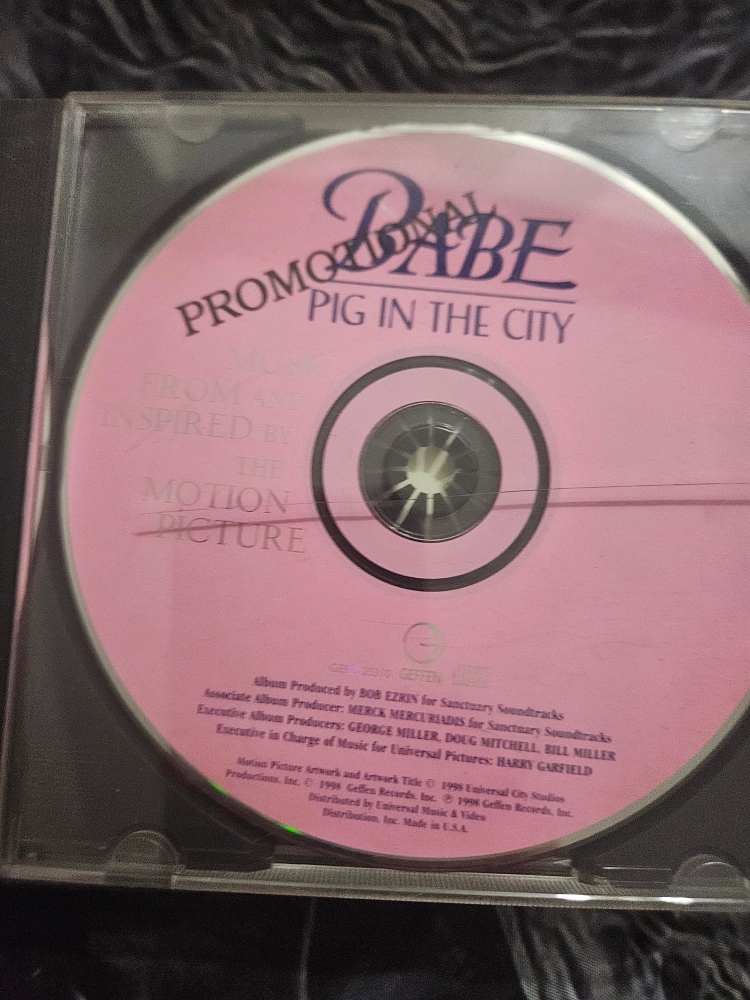 BABE
PROMOTIONAL
PIG IN THE CITY
MUSIC
FROM AND
INSPIRED BY
THE
MOTION
PICTURE
GEFFEN
Album Produced by BOB EZRIN for Sanctuary Soundtracks
Associate Album Producer: MERCK MERCURIADIS for Sanctuary Soundtracks
Executive Album Producers: GEORGE MILLER, DOUG MITCHELL, BILL MILLER
Executive in Charge of Music for Universal Pictures: HARRY GARFIELD
Motion Picture Artwork and Artwork Title © 1998 Universal City Studios
Productions, Inc. © 1998 Geffen Records, Inc. ℗ 1998 Geffen Records, Inc.
Distributed by Universal Music & Video
Distribution, Inc. Made in U.S.A.